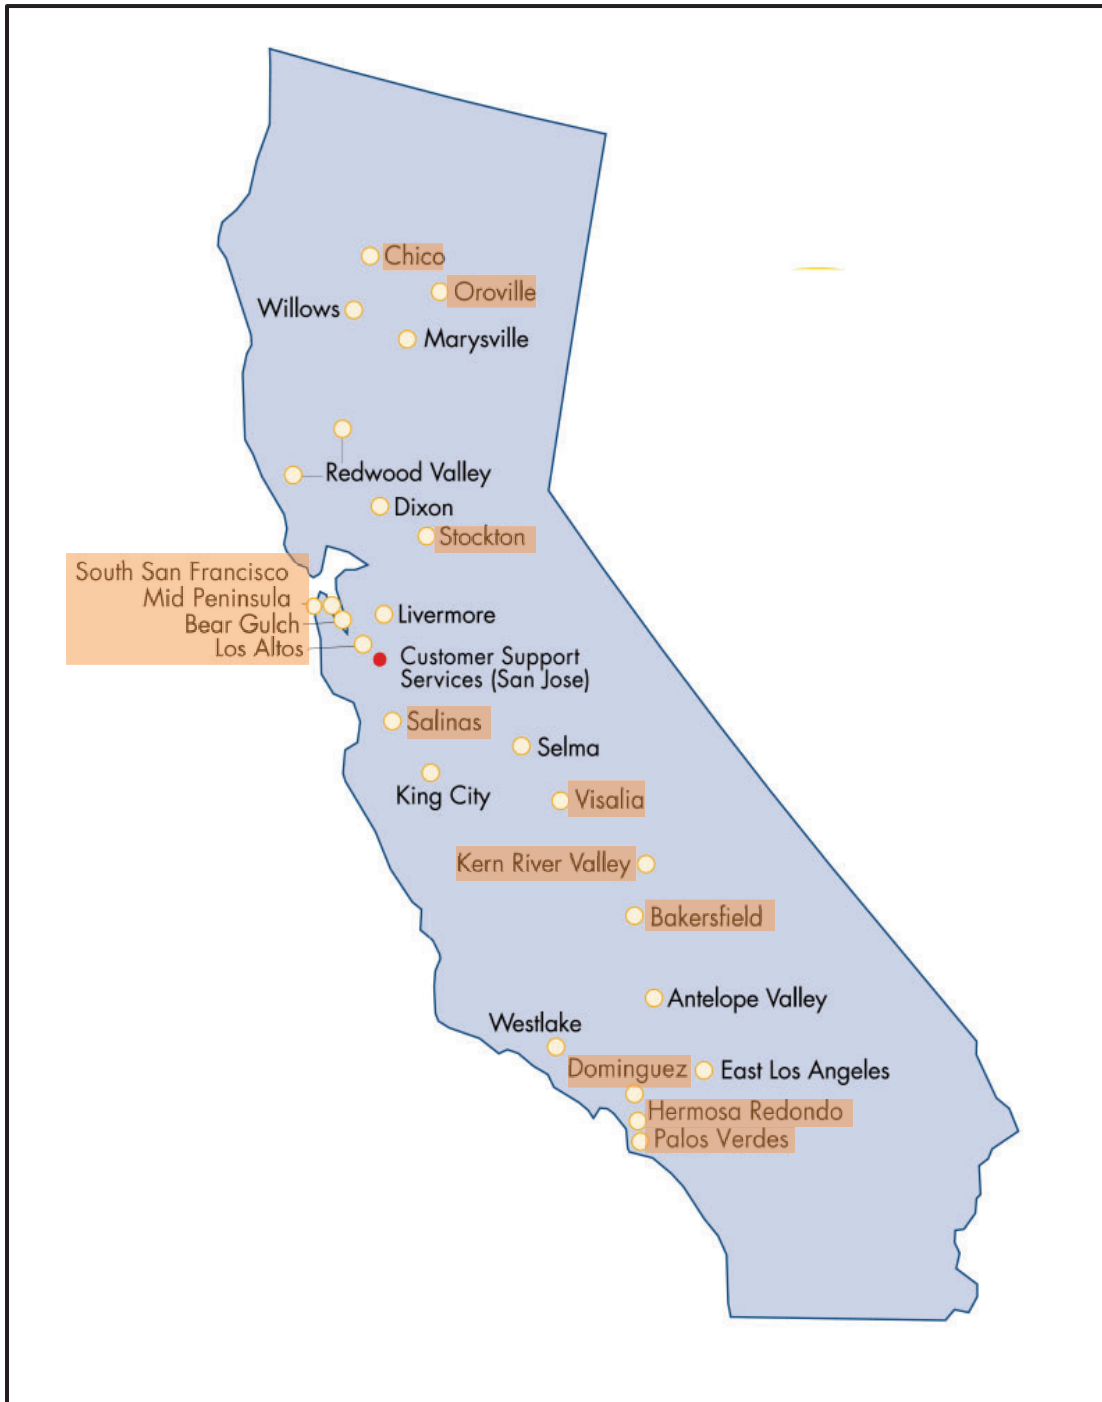 Chico
Oroville
Willows
Marysville
Redwood Valley
Dixon
Stockton
South San Francisco
Mid Peninsula
Bear Gulch
Los Altos
Livermore
Customer Support
Services (San Jose)
Salinas
Selma
King City
Visalia
Kern River Valley
Bakersfield
Antelope Valley
Westlake
Dominguez
East Los Angeles
Hermosa Redondo
Palos Verdes